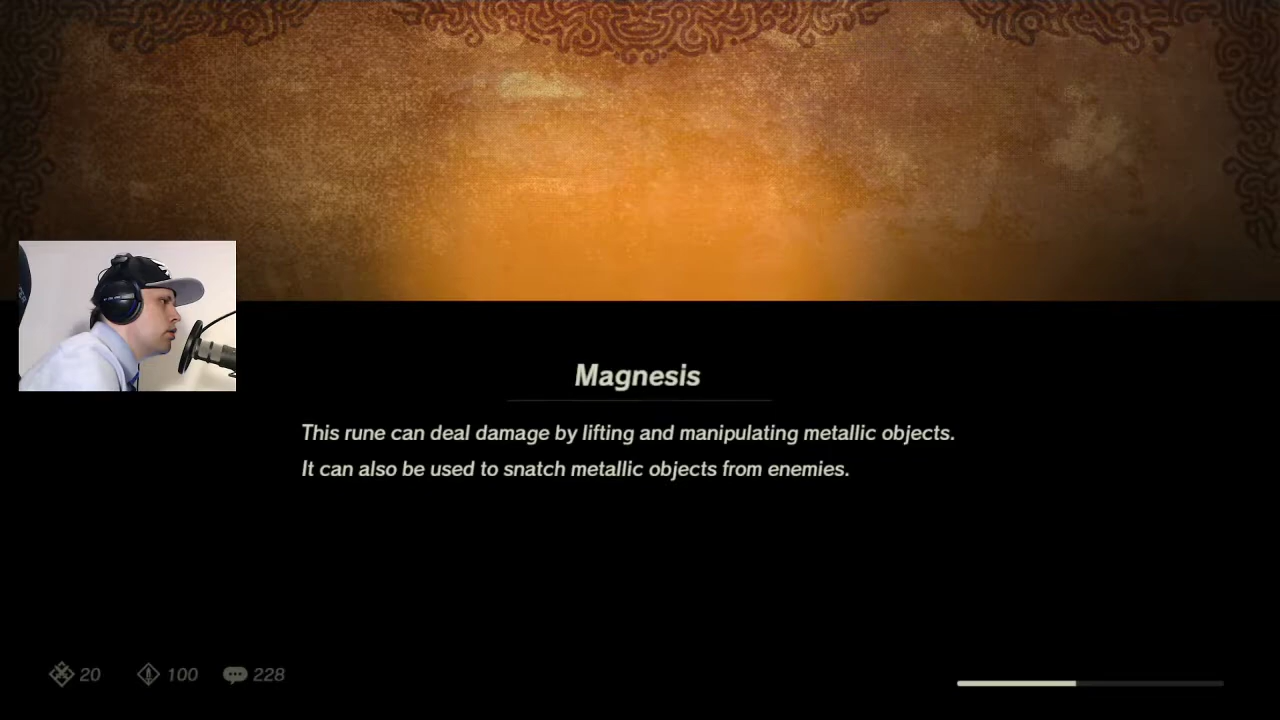 Magnesis
This rune can deal damage by lifting and manipulating metallic objects.
It can also be used to snatch metallic objects from enemies.
20 100 228